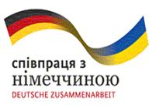 співпраця з
німеччиною
DEUTSCHE ZUSAMMENARBEIT